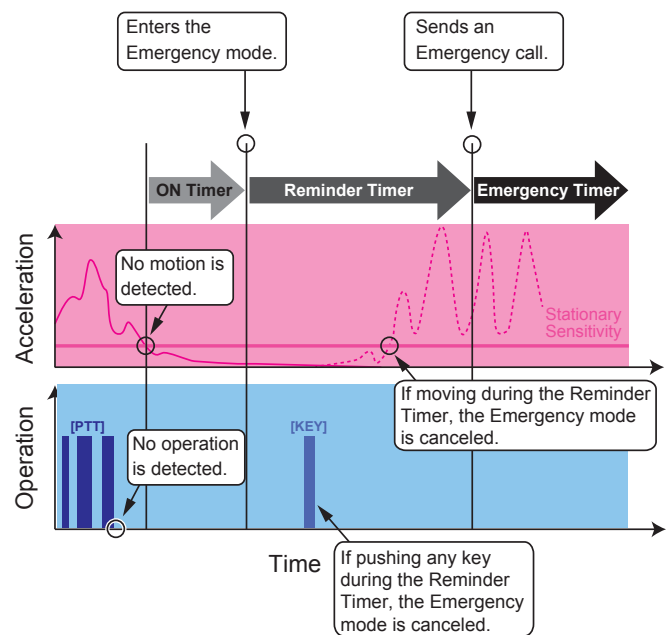 Enters the
Emergency mode.
Sends an
Emergency call.
ON Timer
Reminder Timer
Emergency Timer
Acceleration
No motion is
detected.
Stationary
Sensitivity
If moving during the Reminder
Timer, the Emergency mode
is canceled.
Operation
[PTT]
No operation
is detected.
[KEY]
Time
If pushing any key
during the Reminder
Timer, the Emergency
mode is canceled.